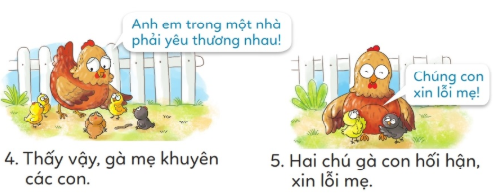 Anh em trong một nhà
phải yêu thương nhau!
4. Thấy vậy, gà mẹ khuyên
các con.
Chúng con
xin lỗi mẹ!
5. Hai chú gà con hối hận,
xin lỗi mẹ.